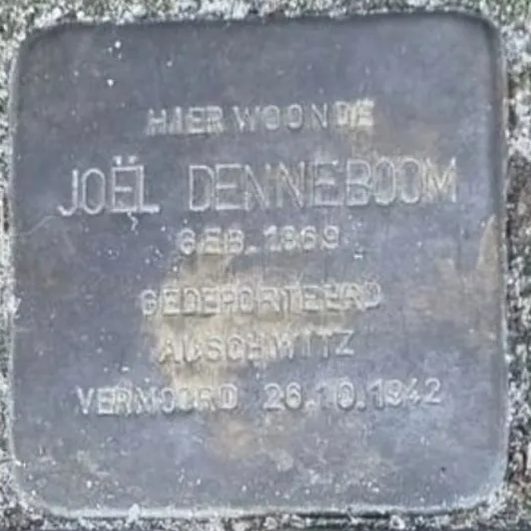 HIER WOONDE
JOËL DENNEBOOM
GEB. 1869
GEDEPORTEERD
AUSCHWITZ
VERMOORD 26.10.1942